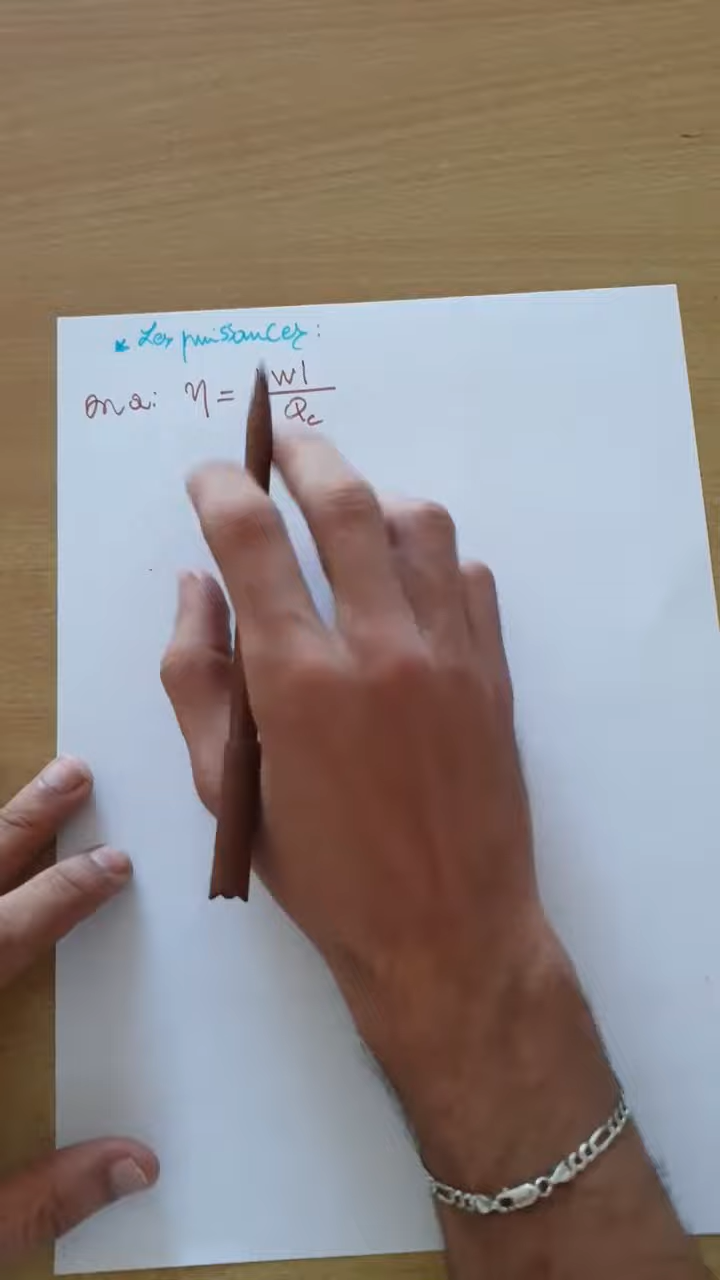 Les puissances :
on a : η = |W| / Qc